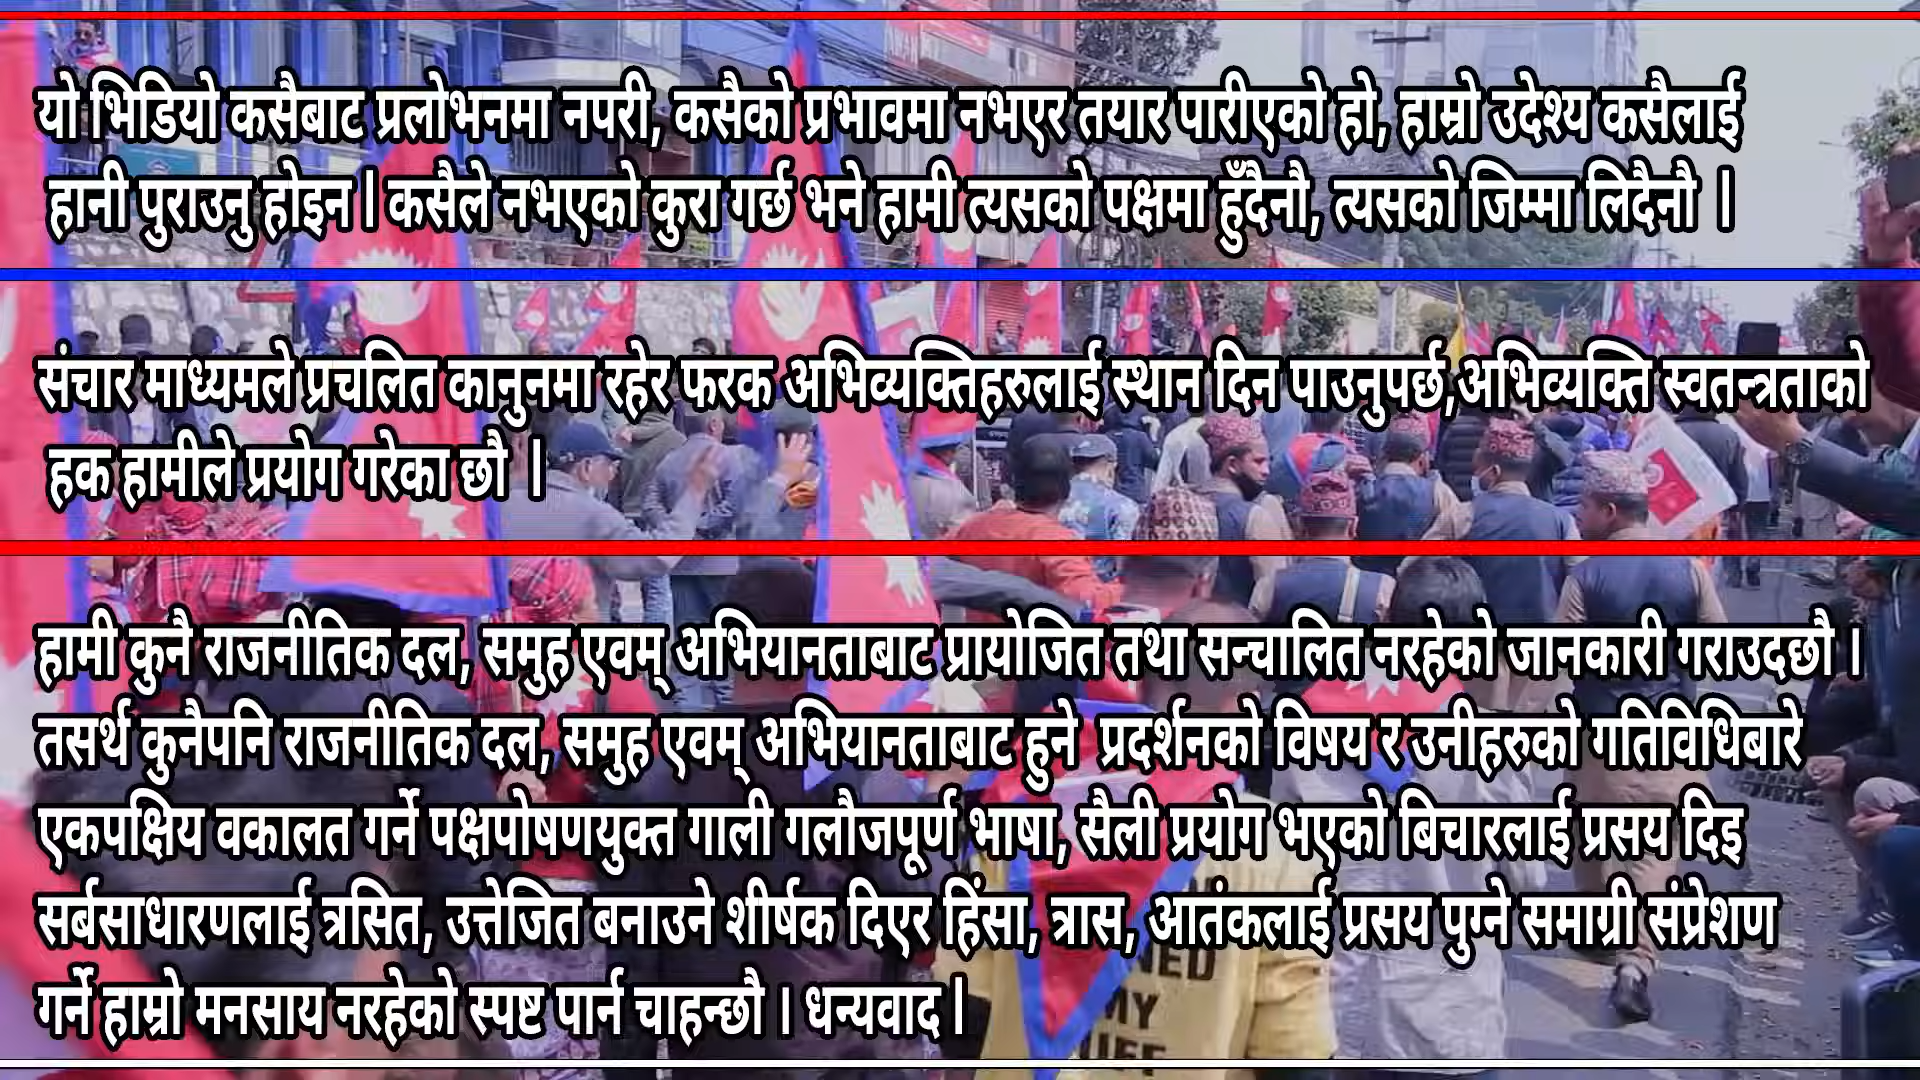 यो भिडियो कसैबाट प्रलोभनमा नपरी, कसैको प्रभावमा नभएर तयार पारीएको हो, हाम्रो उदेश्य कसैलाई
हानी पुराउनु होइन। कसैले नभएको कुरा गर्छ भने हामी त्यसको पक्षमा हुँदैनौ, त्यसको जिम्मा लिदैनौ ।
संचार माध्यमले प्रचलित कानुनमा रहेर फरक अभिव्यक्तिहरुलाई स्थान दिन पाउनुपर्छ,अभिव्यक्ति स्वतन्त्रताको
हक हामीले प्रयोग गरेका छौ ।
हामी कुनै राजनीतिक दल, समुह एवम् अभियानताबाट प्रायोजित तथा सन्चालित नरहेको जानकारी गराउदछौ ।
तसर्थ कुनैपनि राजनीतिक दल, समुह एवम् अभियानताबाट हुने प्रदर्शनको विषय र उनीहरुको गतिविधिबारे
एकपक्षिय वकालत गर्ने पक्षपोषणयुक्त गाली गलौजपूर्ण भाषा, सैली प्रयोग भएको बिचारलाई प्रसय दिइ
सर्बसाधारणलाई त्रसित, उत्तेजित बनाउने शीर्षक दिएर हिंसा, त्रास, आतंकलाई प्रसय पुग्ने समाग्री संप्रेशण
गर्ने हाम्रो मनसाय नरहेको स्पष्ट पार्न चाहन्छौ । धन्यवाद।
MY